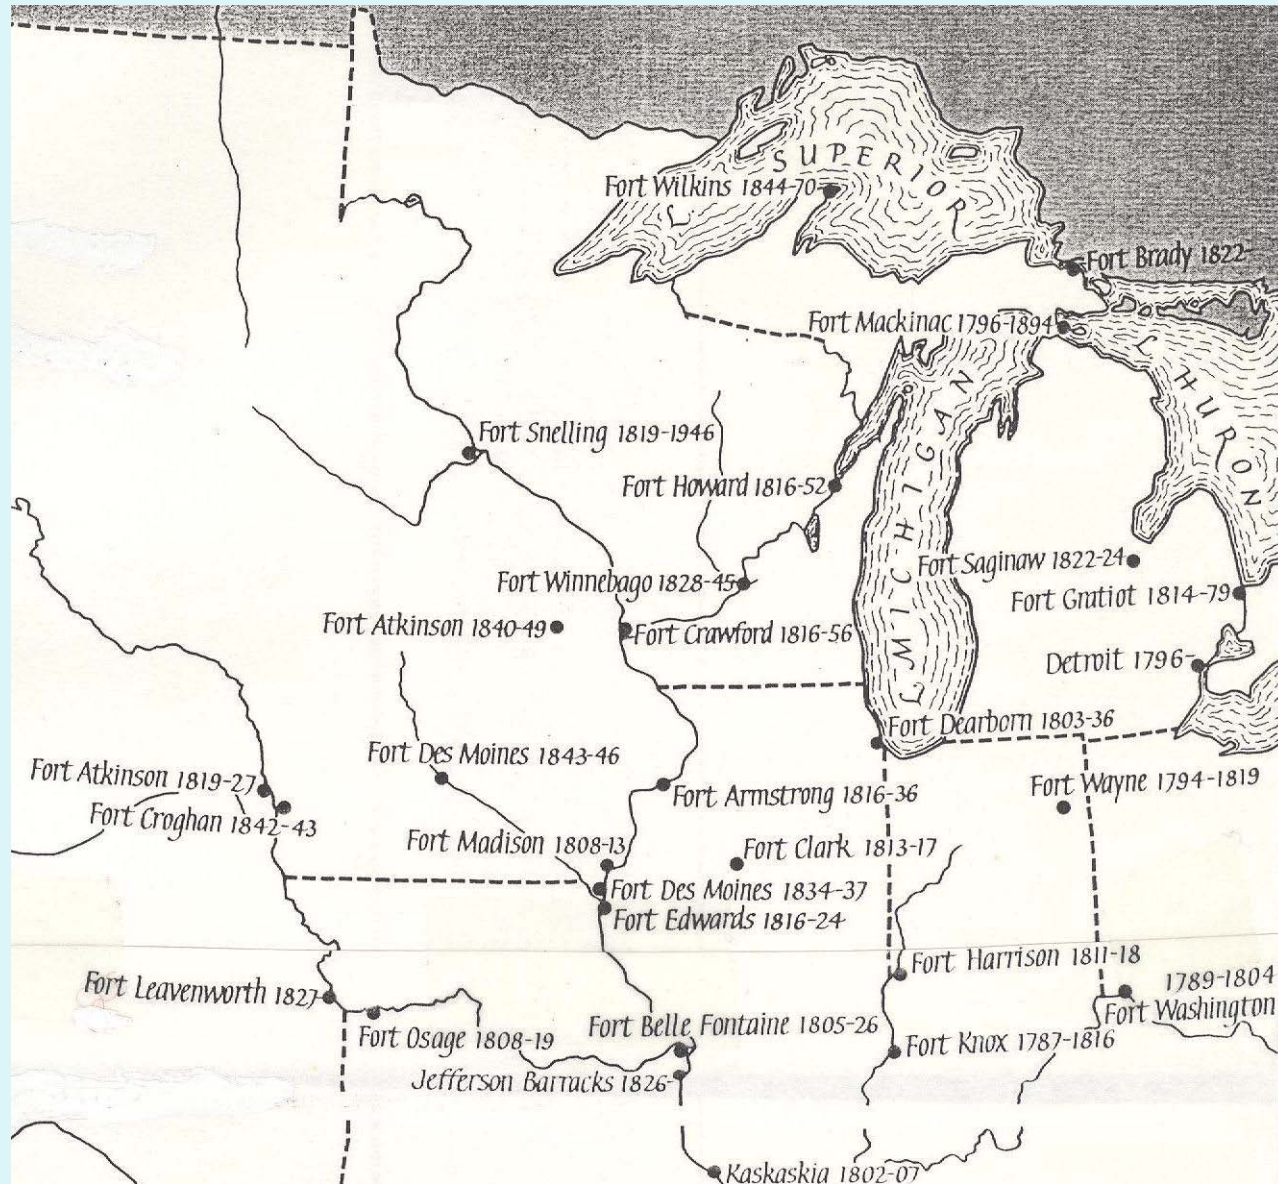 L. SUPERIOR
Fort Wilkins 1844-70
Fort Brady 1822-
Fort Mackinac 1796-1894
L. HURON
L. MICHIGAN
Fort Snelling 1819-1946
Fort Howard 1816-52
Fort Saginaw 1822-24
Fort Winnebago 1828-45
Fort Gratiot 1814-79
Fort Atkinson 1840-49
Fort Crawford 1816-56
Detroit 1796-
Fort Dearborn 1803-36
Fort Des Moines 1843-46
Fort Atkinson 1819-27
Fort Wayne 1794-1819
Fort Armstrong 1816-36
Fort Croghan 1842-43
Fort Madison 1808-13
Fort Clark 1813-17
Fort Des Moines 1834-37
Fort Edwards 1816-24
Fort Harrison 1811-18
Fort Leavenworth 1827
1789-1804
Fort Washington
Fort Belle Fontaine 1805-26
Fort Osage 1808-19
Fort Knox 1787-1816
Jefferson Barracks 1826-
Kaskaskia 1802-07